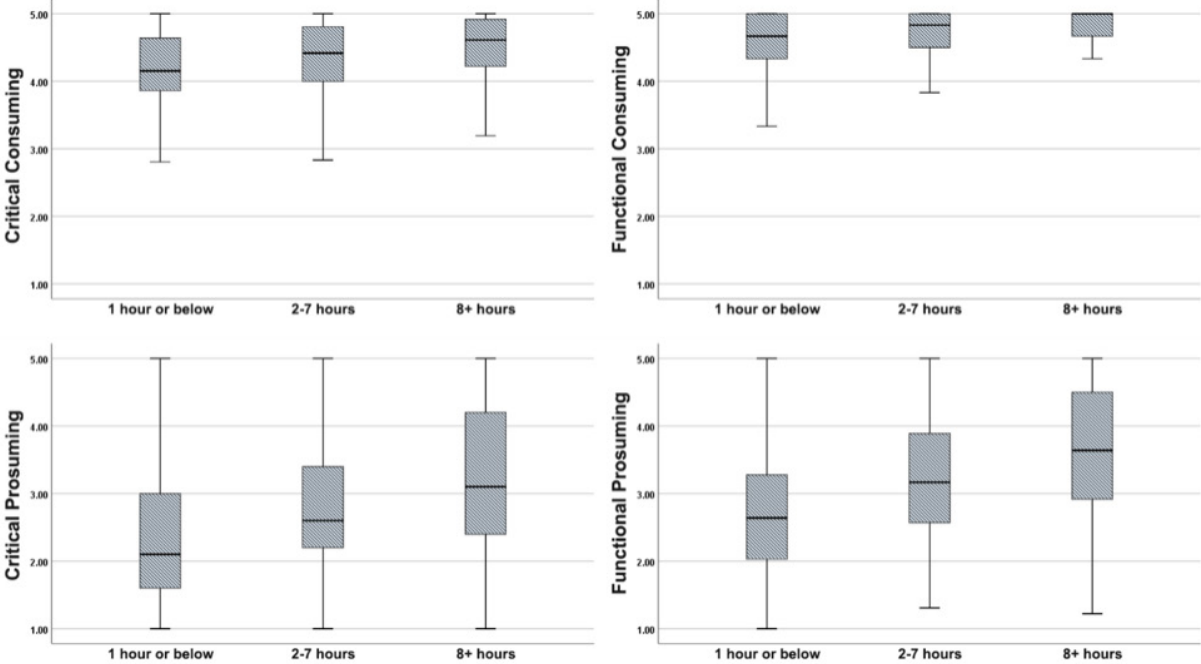 Critical Consuming
5.00
4.00
3.00
2.00
1.00
1 hour or below 2-7 hours 8+ hours
Functional Consuming
5.00
4.00
3.00
2.00
1.00
1 hour or below 2-7 hours 8+ hours
Critical Prosuming
5.00
4.00
3.00
2.00
1.00
1 hour or below 2-7 hours 8+ hours
Functional Prosuming
5.00
4.00
3.00
2.00
1.00
1 hour or below 2-7 hours 8+ hours